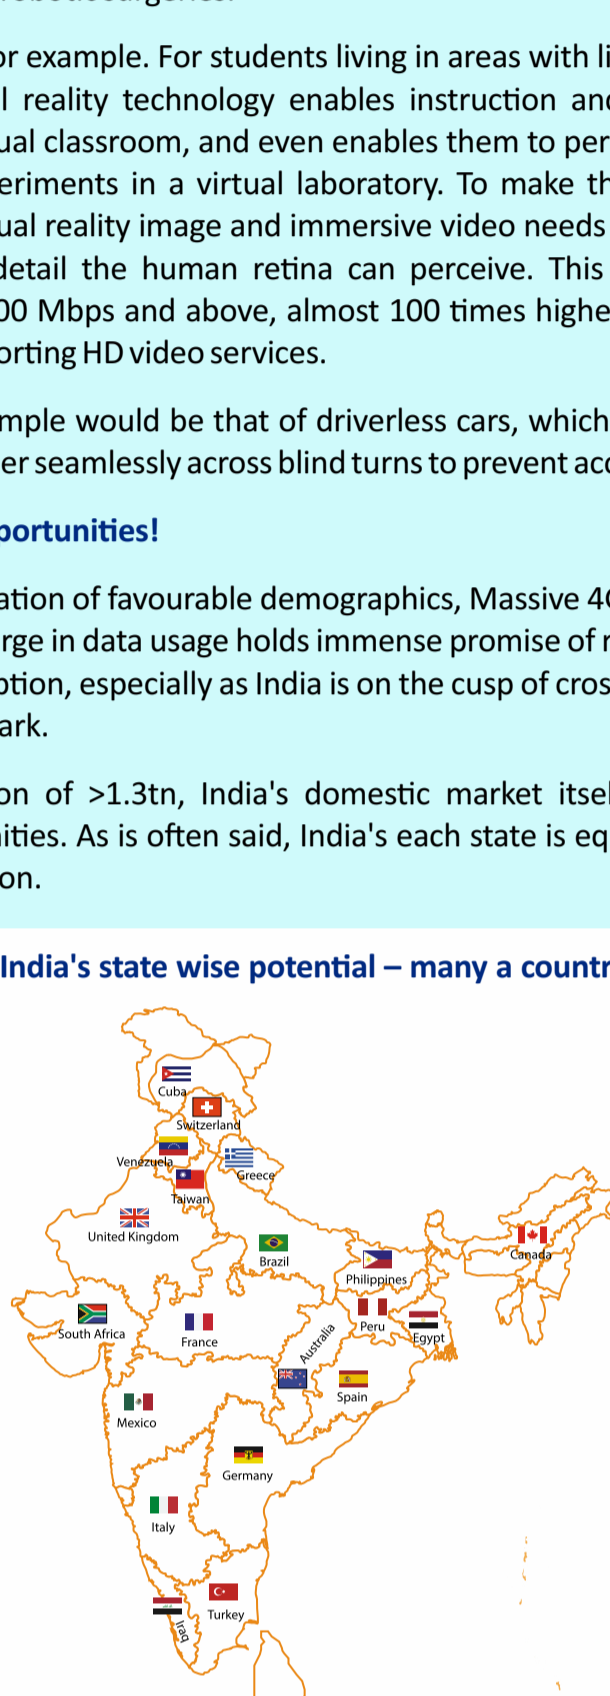 or example. For students living in areas with li
l reality technology enables instruction and
ual classroom, and even enables them to per
eriments in a virtual laboratory. To make th
ual reality image and immersive video needs
detail the human retina can perceive. This
00 Mbps and above, almost 100 times highe
orting HD video services.
mple would be that of driverless cars, which
er seamlessly across blind turns to prevent acc
portunities!
ation of favourable demographics, Massive 4G
rge in data usage holds immense promise of r
ption, especially as India is on the cusp of cros
ark.
on of >1.3tn, India's domestic market itsel
ities. As is often said, India's each state is eq
on.
India's state wise potential – many a countr
Cuba
Switzerland
Venezuela
Greece
Taiwan
United Kingdom
Brazil
Canada
Philippines
South Africa
France
Australia
Peru
Egypt
Spain
Mexico
Germany
Italy
Turkey
Iraq